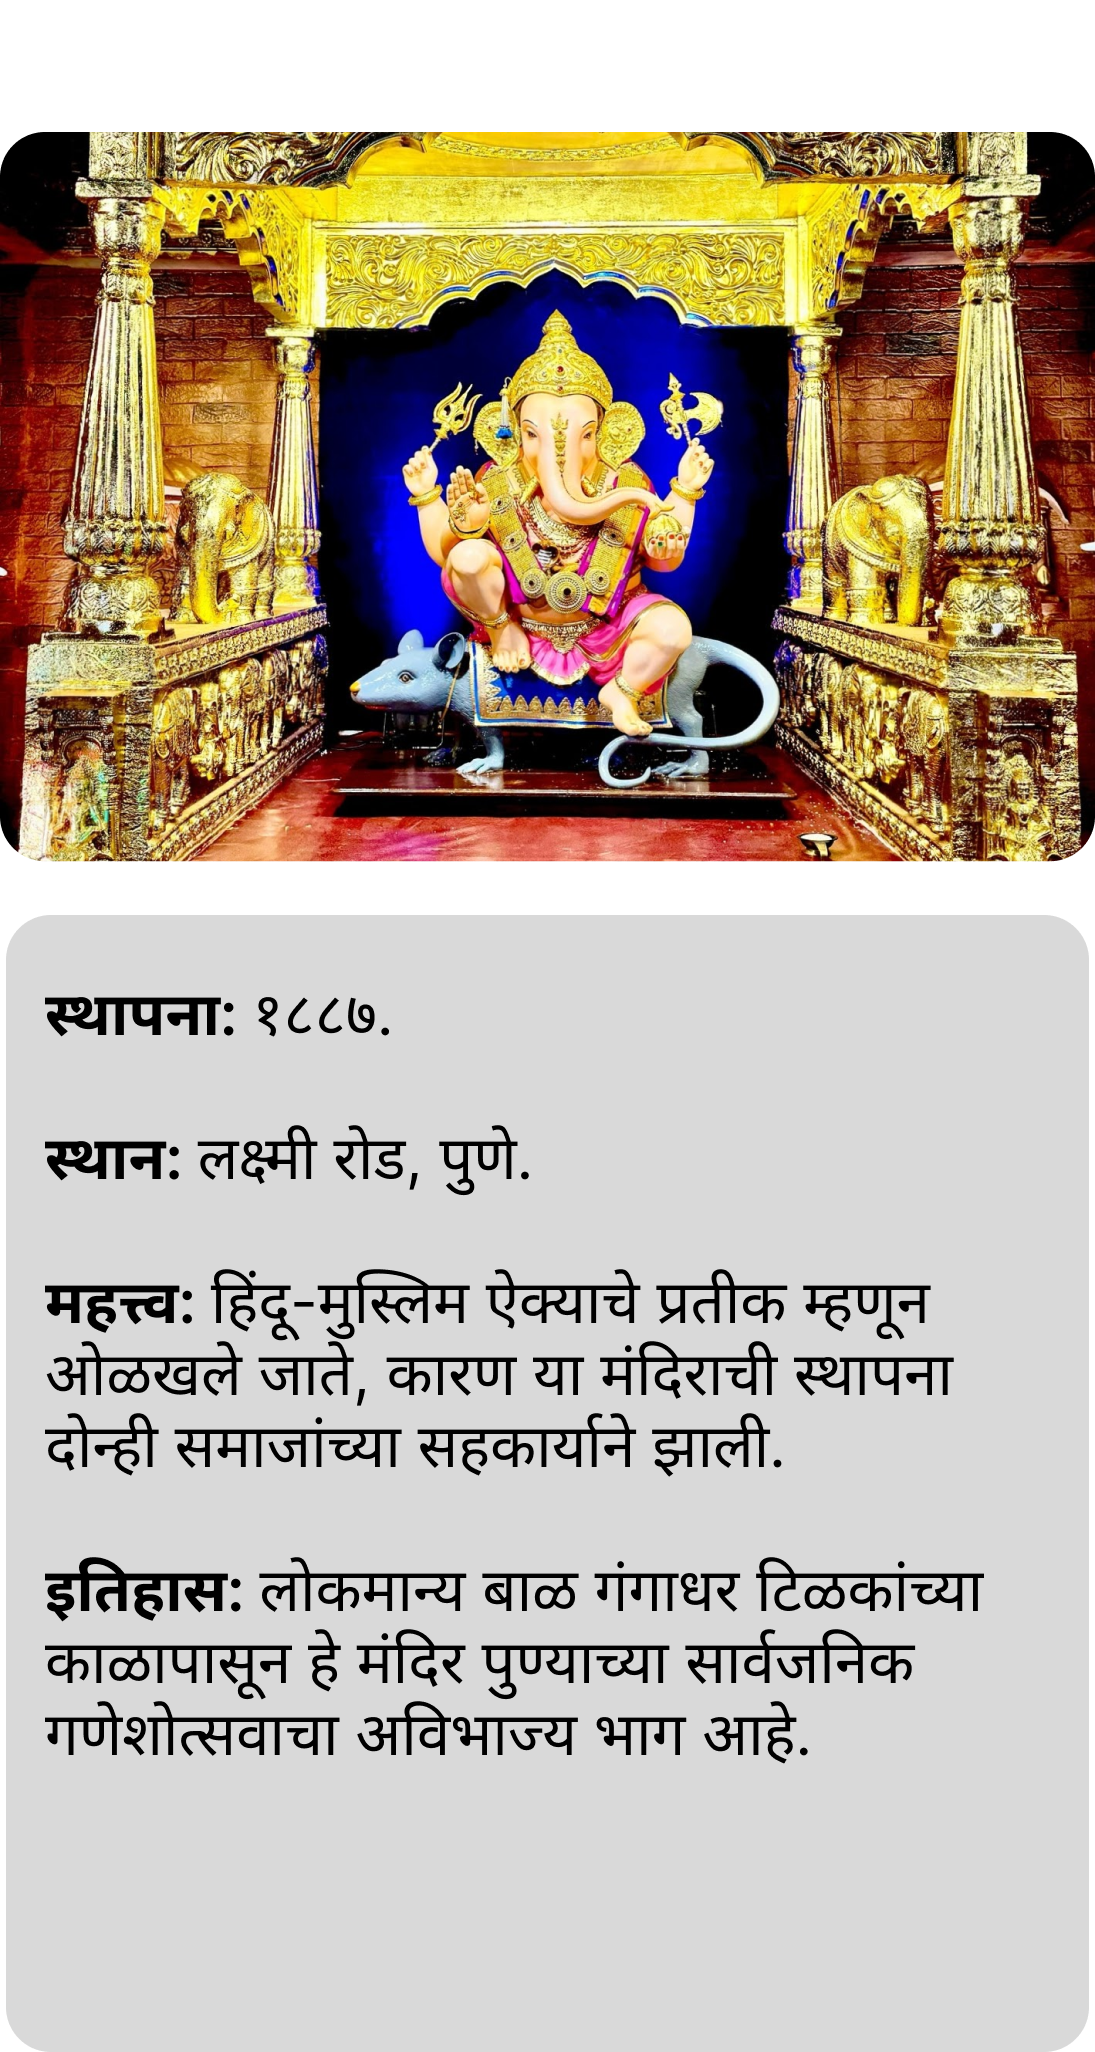 स्थापना: १८८७.
स्थान: लक्ष्मी रोड, पुणे.
महत्त्व: हिंदू-मुस्लिम ऐक्याचे प्रतीक म्हणून
ओळखले जाते, कारण या मंदिराची स्थापना
दोन्ही समाजांच्या सहकार्याने झाली.
इतिहास: लोकमान्य बाळ गंगाधर टिळकांच्या
काळापासून हे मंदिर पुण्याच्या सार्वजनिक
गणेशोत्सवाचा अविभाज्य भाग आहे.